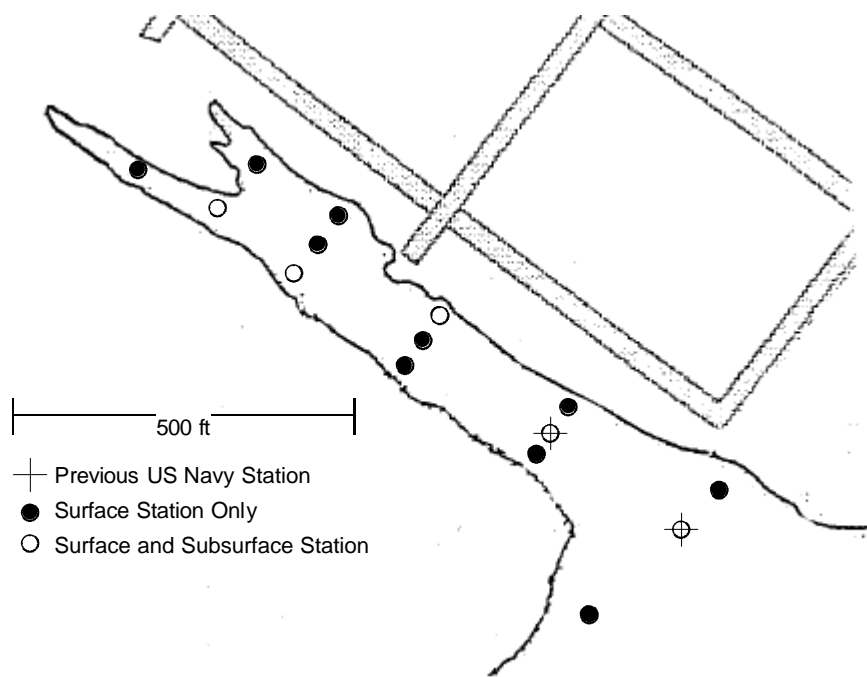 500 ft
Previous US Navy Station
Surface Station Only
Surface and Subsurface Station